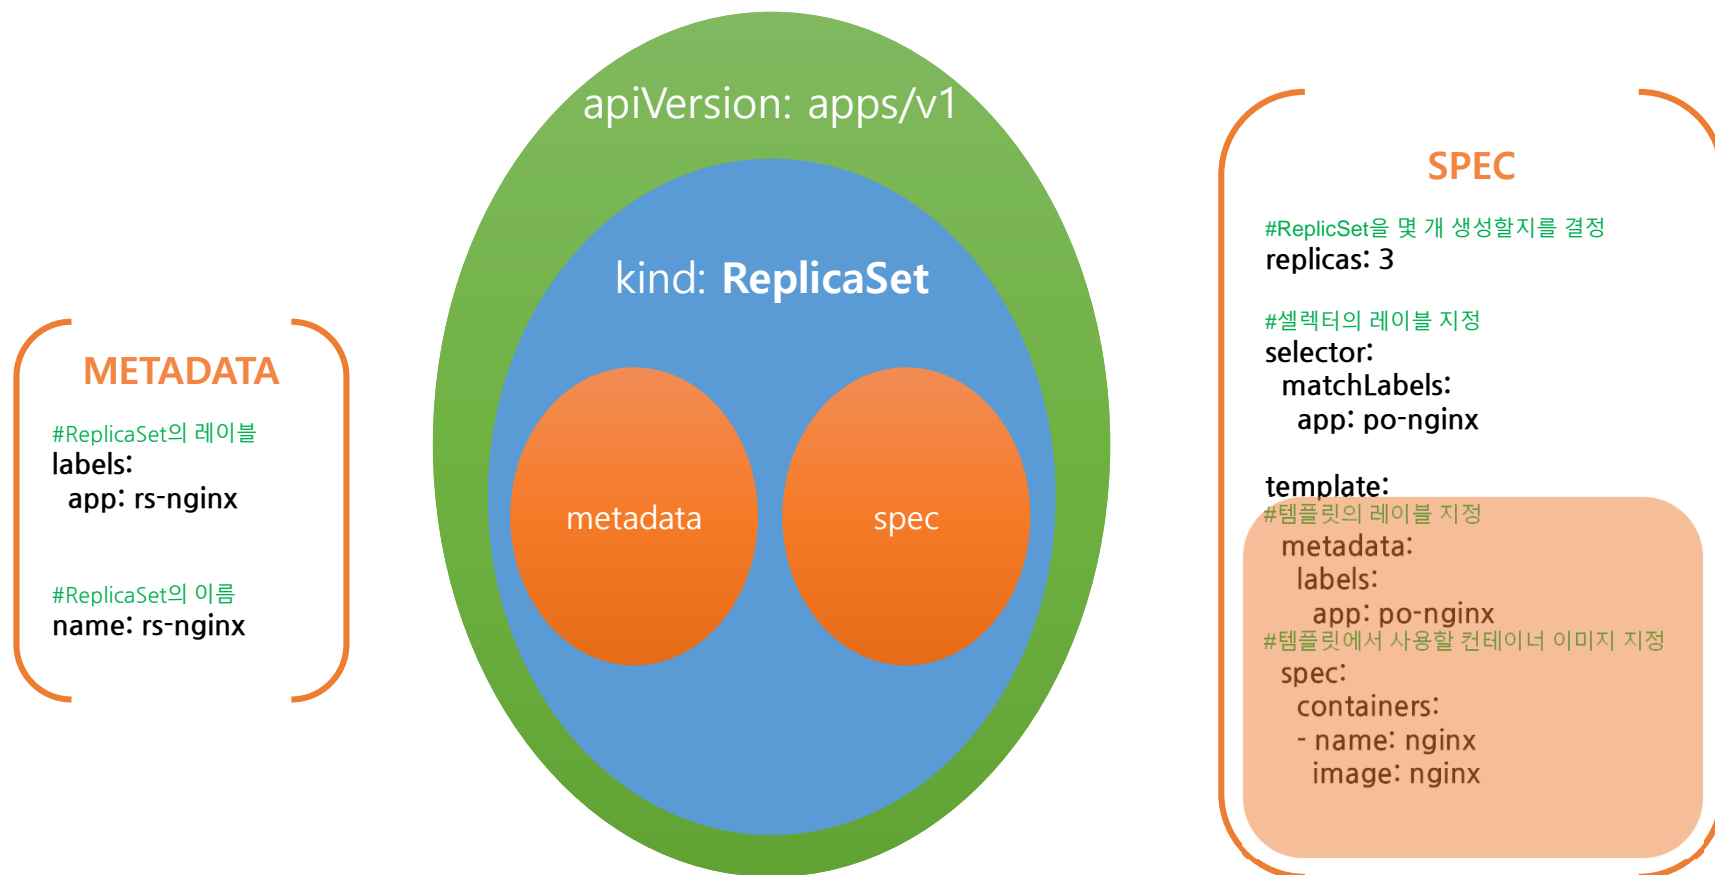 apiVersion: apps/v1
kind: ReplicaSet
metadata
spec
METADATA
#ReplicaSet의 레이블
labels:
app: rs-nginx
#ReplicaSet의 이름
name: rs-nginx
SPEC
#ReplicSet을 몇 개 생성할지를 결정
replicas: 3
#셀렉터의 레이블 지정
selector:
matchLabels:
app: po-nginx
template:
#템플릿의 레이블 지정
metadata:
labels:
app: po-nginx
#템플릿에서 사용할 컨테이너 이미지 지정
spec:
containers:
- name: nginx
image: nginx